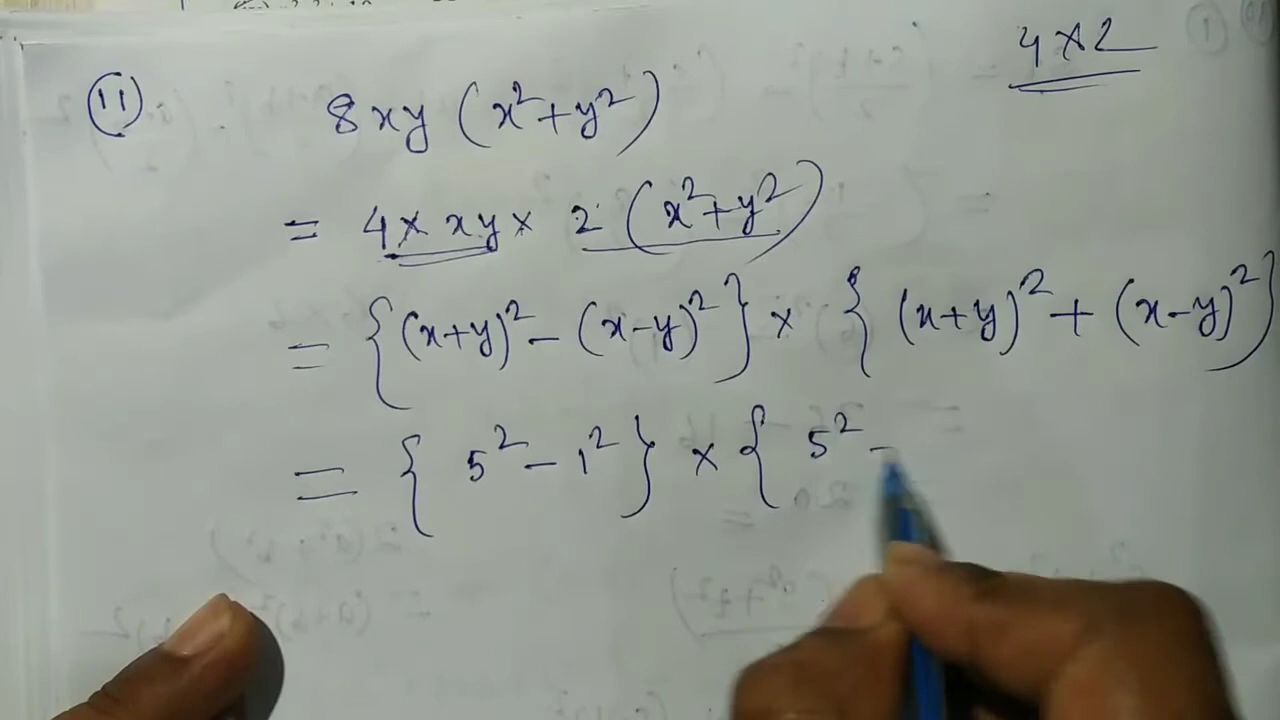 4 × 2
(11) 8xy (x² + y²)
= 4 × xy × 2 (x² + y²)
= {(x+y)² - (x-y)²} × {(x+y)² + (x-y)²}
= {5² - 1²} × {5² -